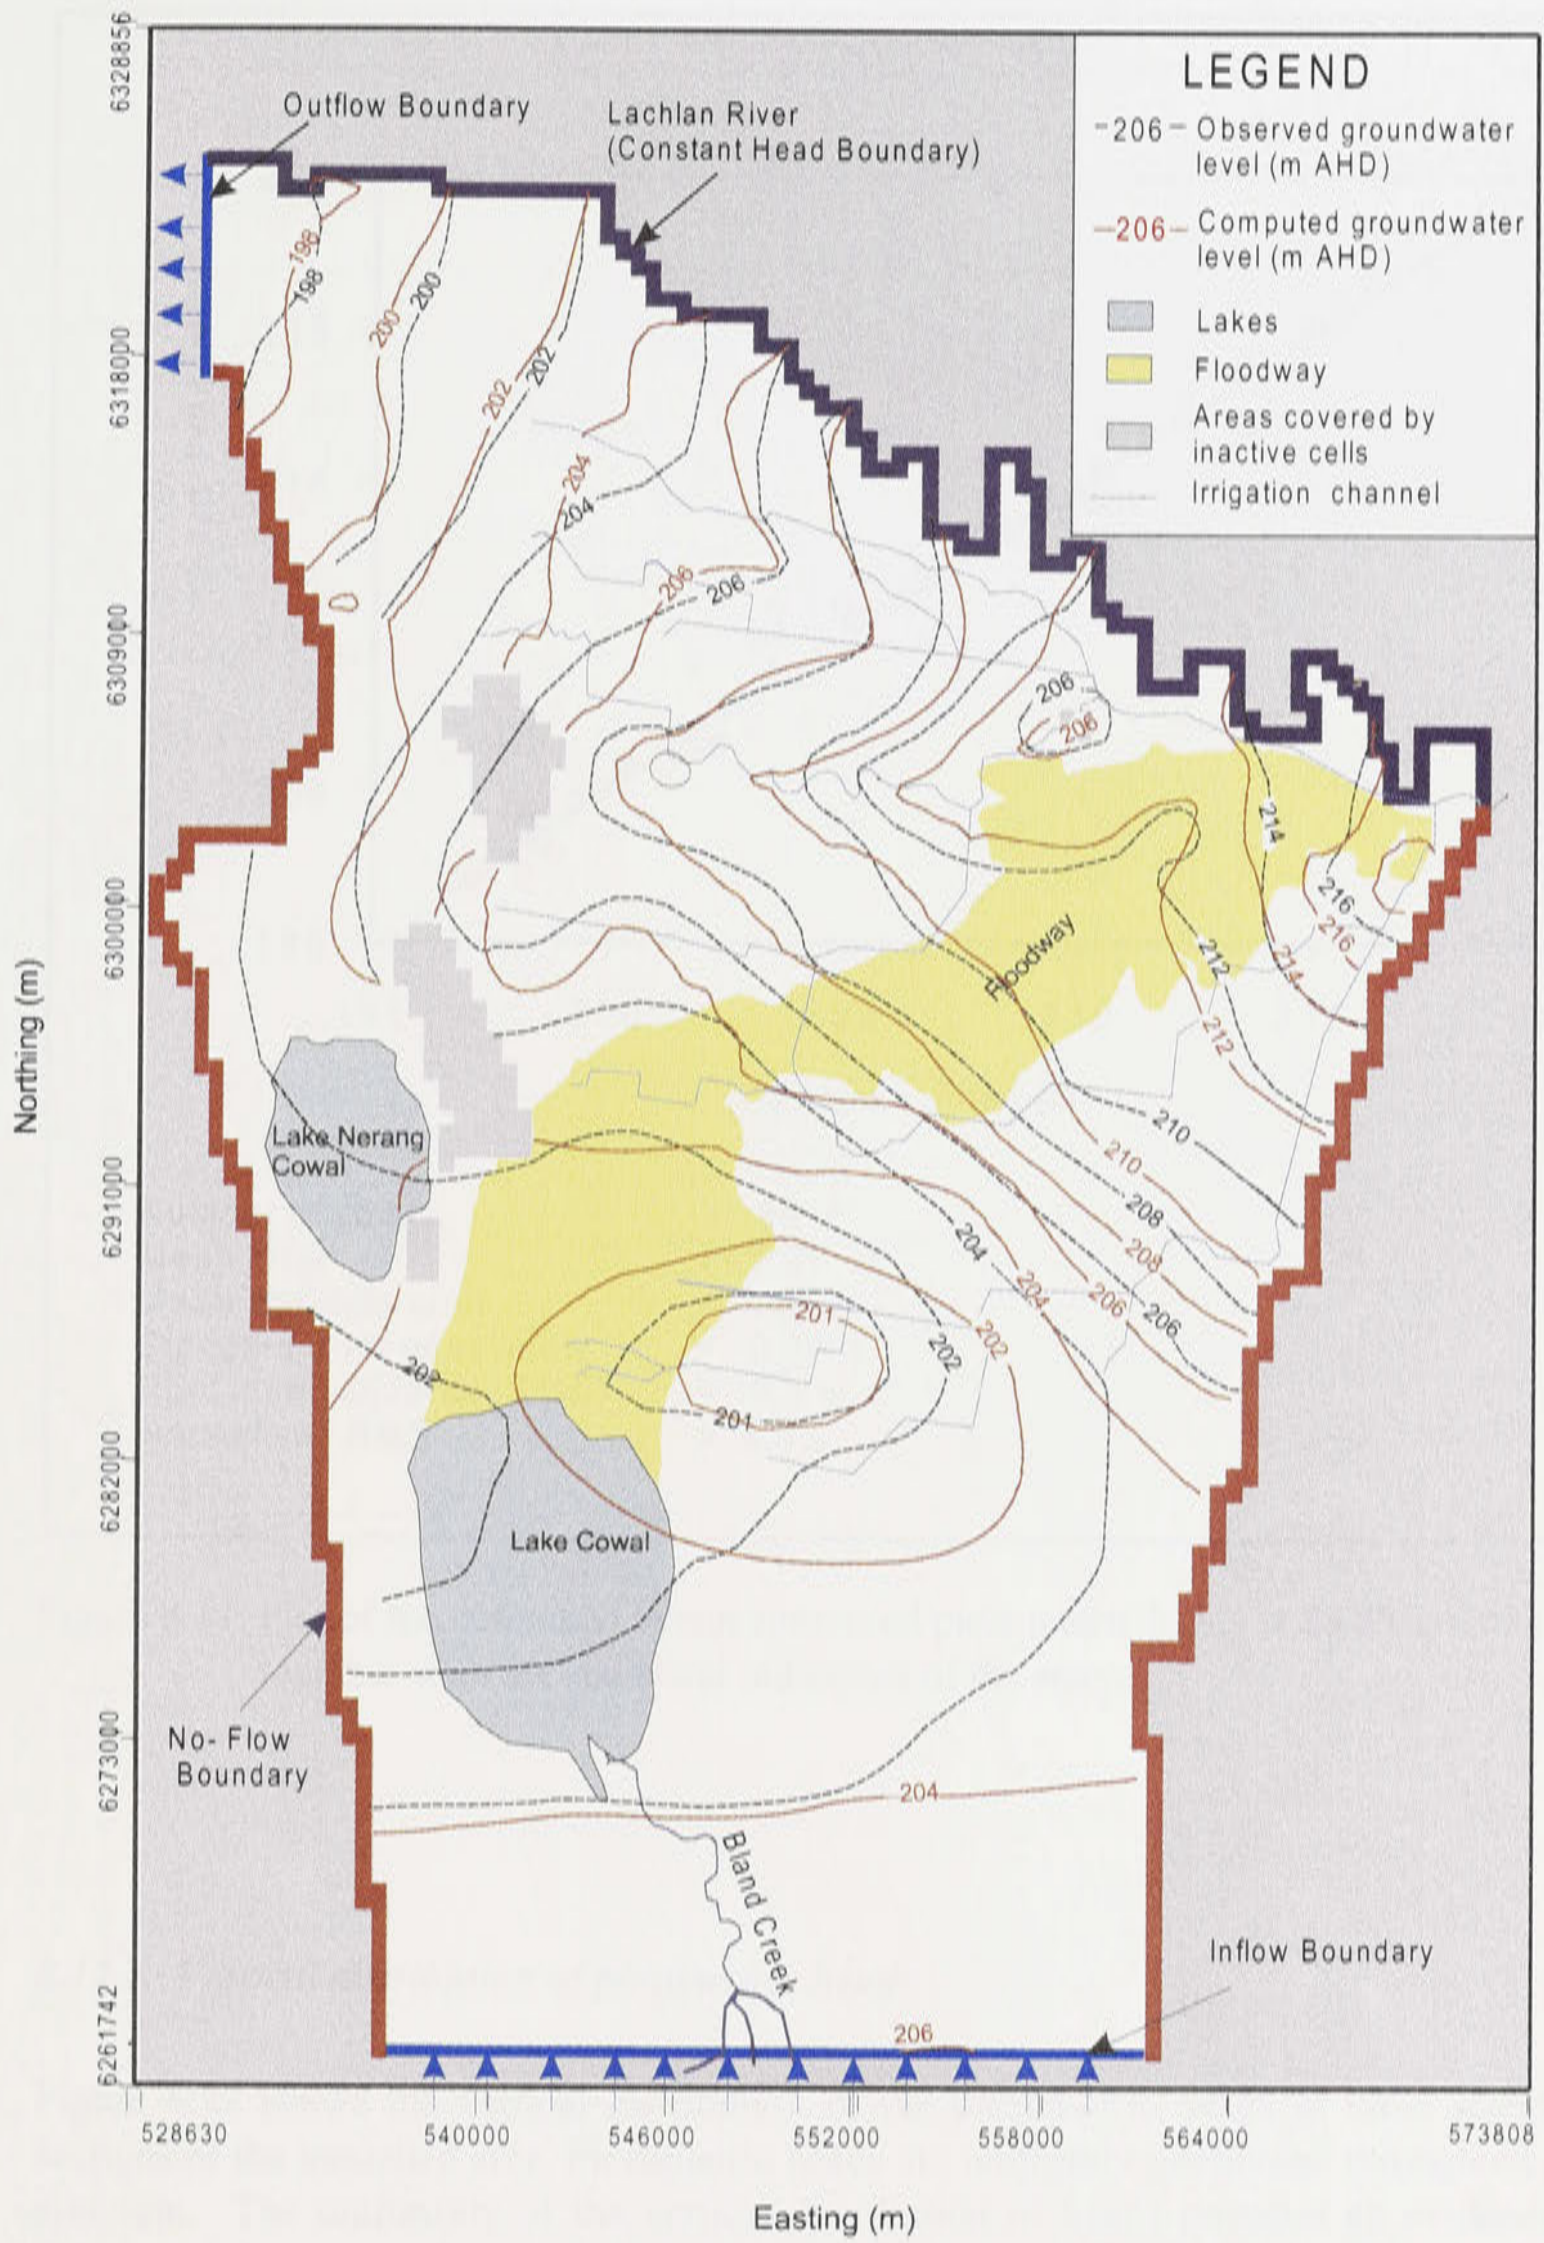 6328856
6318000
6309000
6300000
6291000
6282000
6273000
6261742
Northing (m)
Outflow Boundary
Lachlan River
(Constant Head Boundary)
LEGEND
-206- Observed groundwater
level (m AHD)
-206- Computed groundwater
level (m AHD)
Lakes
Floodway
Areas covered by
inactive cells
Irrigation channel
198
198
200
200
202
202
204
204
206
206
206
206
214
216
216
214
212
212
Floodway
210
210
208
208
206
206
204
204
202
202
201
201
202
Lake Nerang
Cowal
Lake Cowal
No- Flow
Boundary
204
Bland Creek
Inflow Boundary
206
528630
540000
546000
552000
558000
564000
573808
Easting (m)